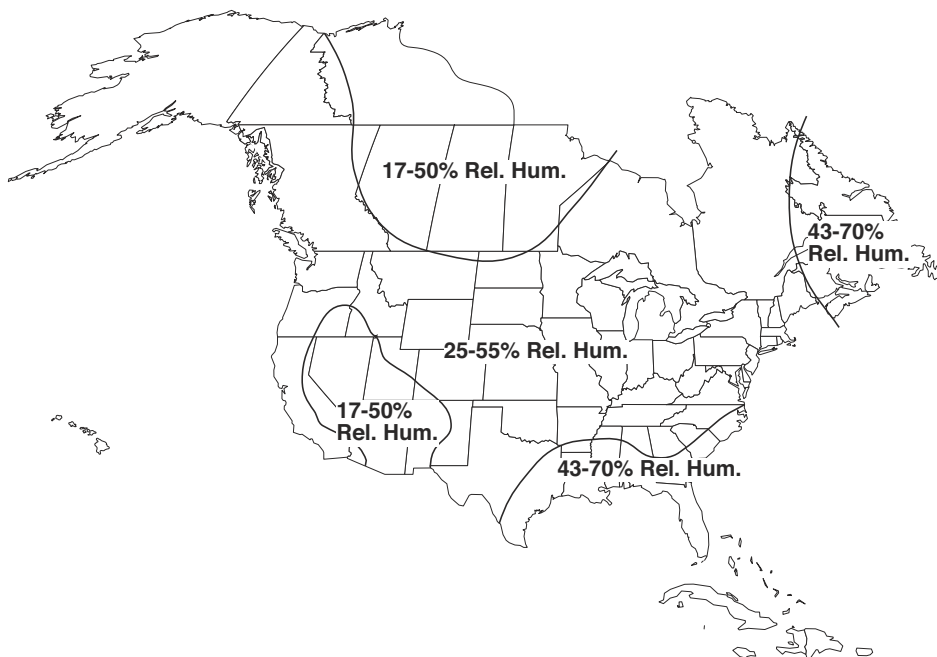 17-50% Rel. Hum.
43-70%
Rel. Hum.
25-55% Rel. Hum.
17-50%
Rel. Hum.
43-70% Rel. Hum.